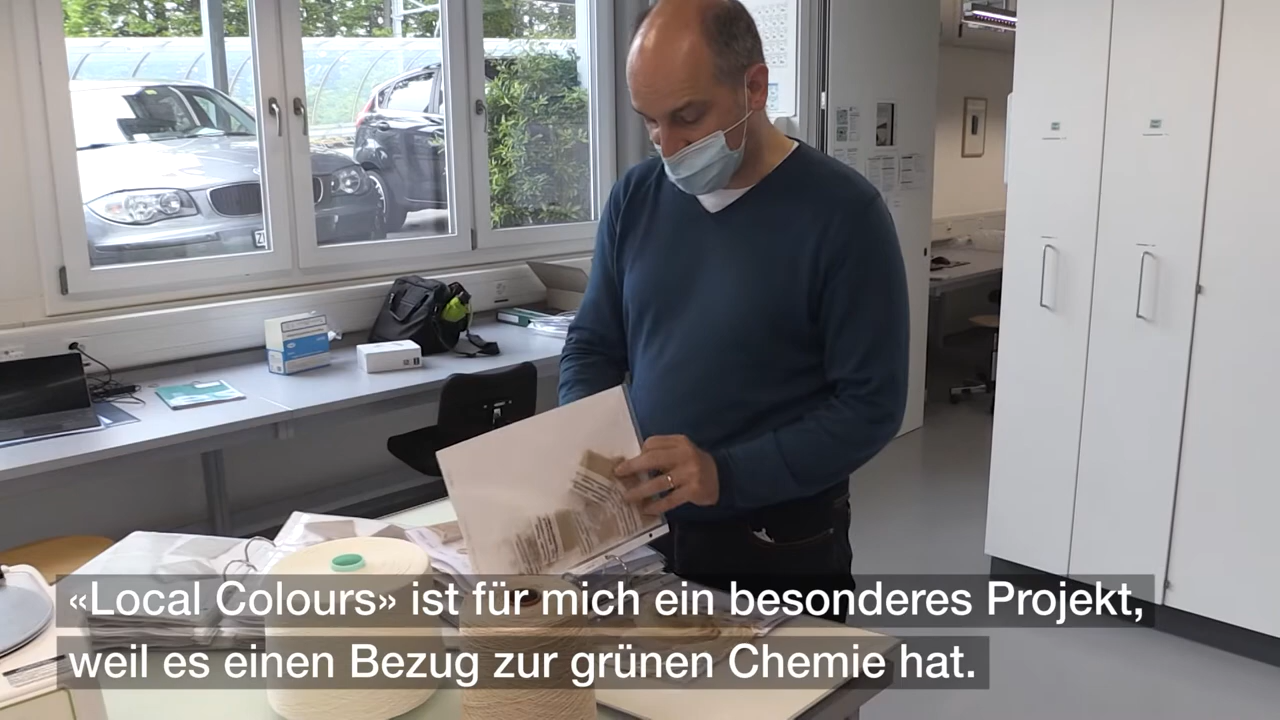 «Local Colours» ist für mich ein besonderes Projekt,
weil es einen Bezug zur grünen Chemie hat.